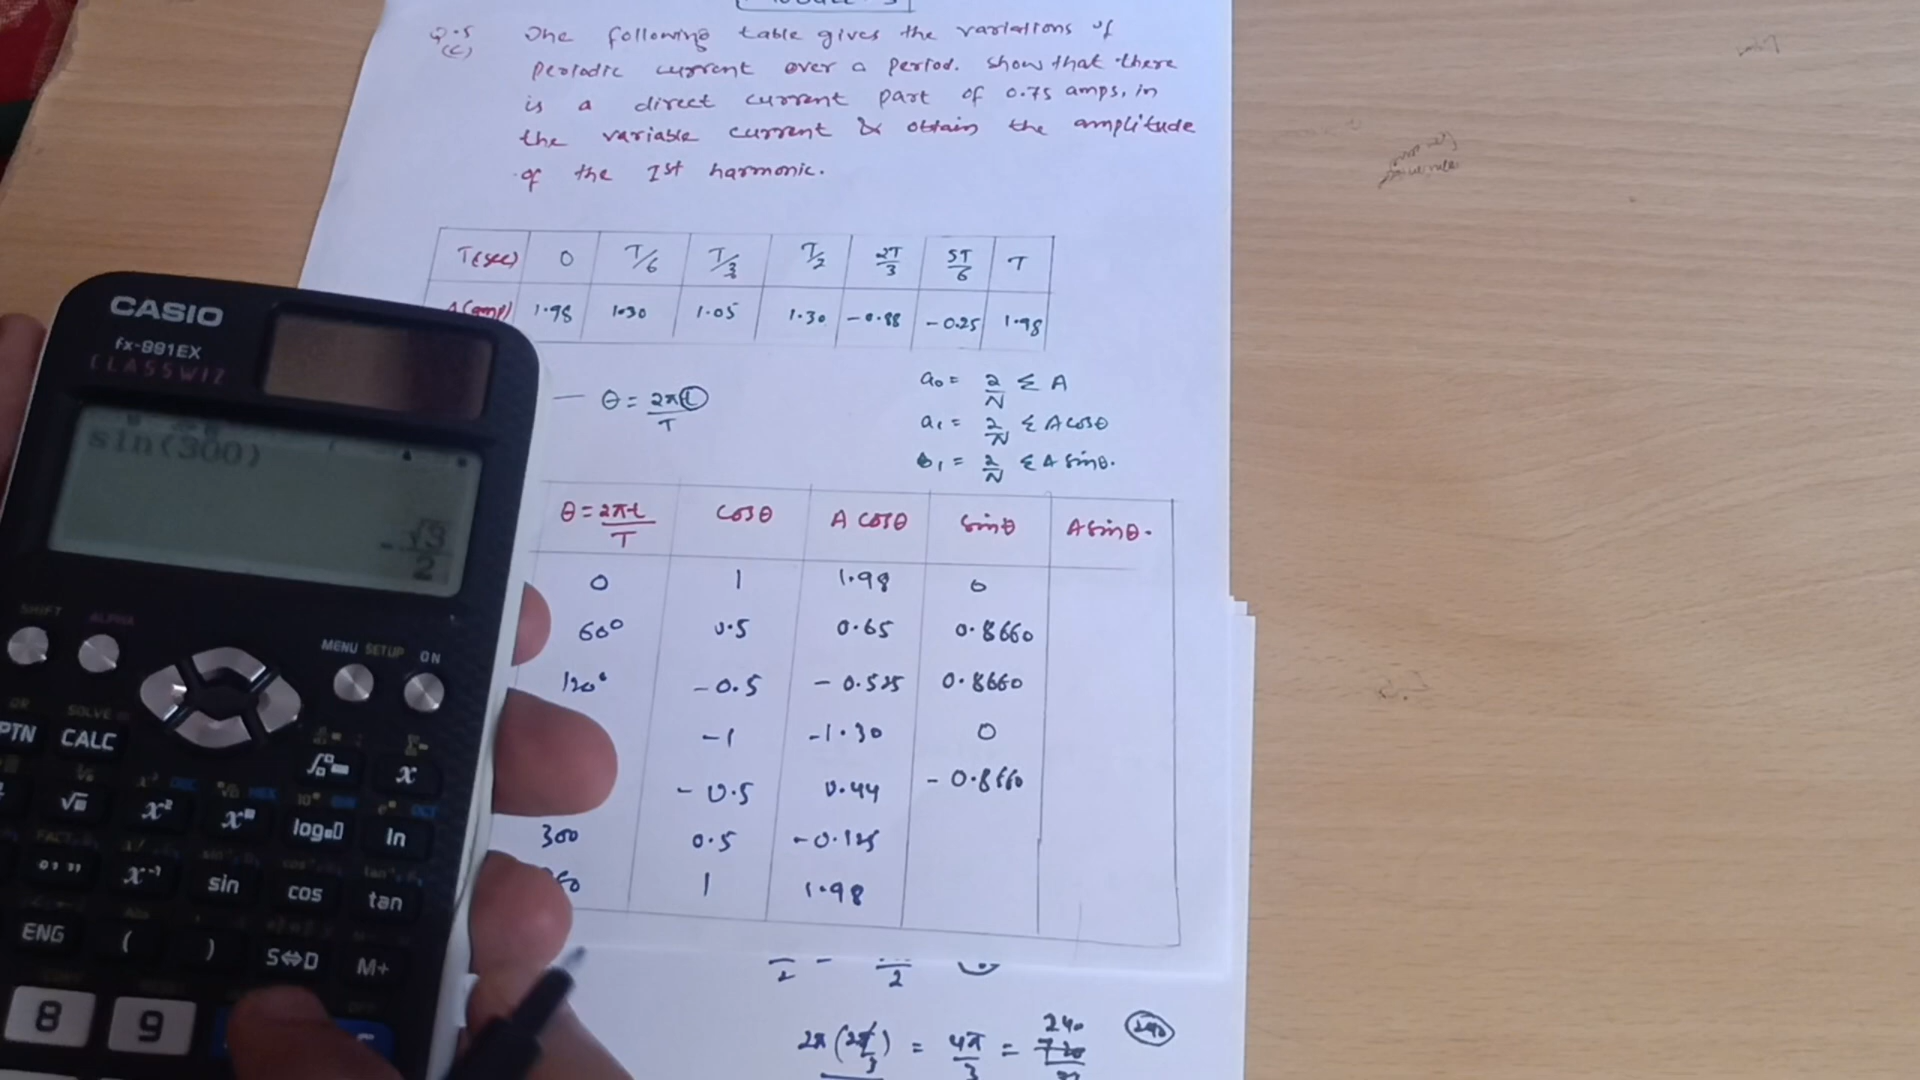 Q.5 The following table gives the variations of
(c) periodic current over a period. show that there
is a direct current part of 0.75 amps, in
the variable current & obtain the amplitude
of the 1st harmonic.
T(sec) 0 T/6 T/3 T/2 2T/3 5T/6 T
A(amp) 1.98 1.30 1.05 1.30 -0.88 -0.25 1.98
θ = 2πt/T
a₀ = 2/N Σ A
a₁ = 2/N Σ A cosθ
b₁ = 2/N Σ A sinθ.
θ = 2πt/T cosθ A cosθ sinθ A sinθ.
0 1 1.98 0
60° 0.5 0.65 0.8660
120° -0.5 -0.525 0.8660
-1 -1.30 0
-0.5 0.44 -0.8660
300 0.5 -0.125
1 1.98
= 4π/3 = 240
240
CASIO
fx-991EX
CLASSWIZ
sin(300)
-√3/2
SHIFT ALPHA MENU SETUP ON
SOLVE =
CALC x
√ x² log ln
x⁻¹ sin cos tan
ENG ( ) S⇔D M+
8 9